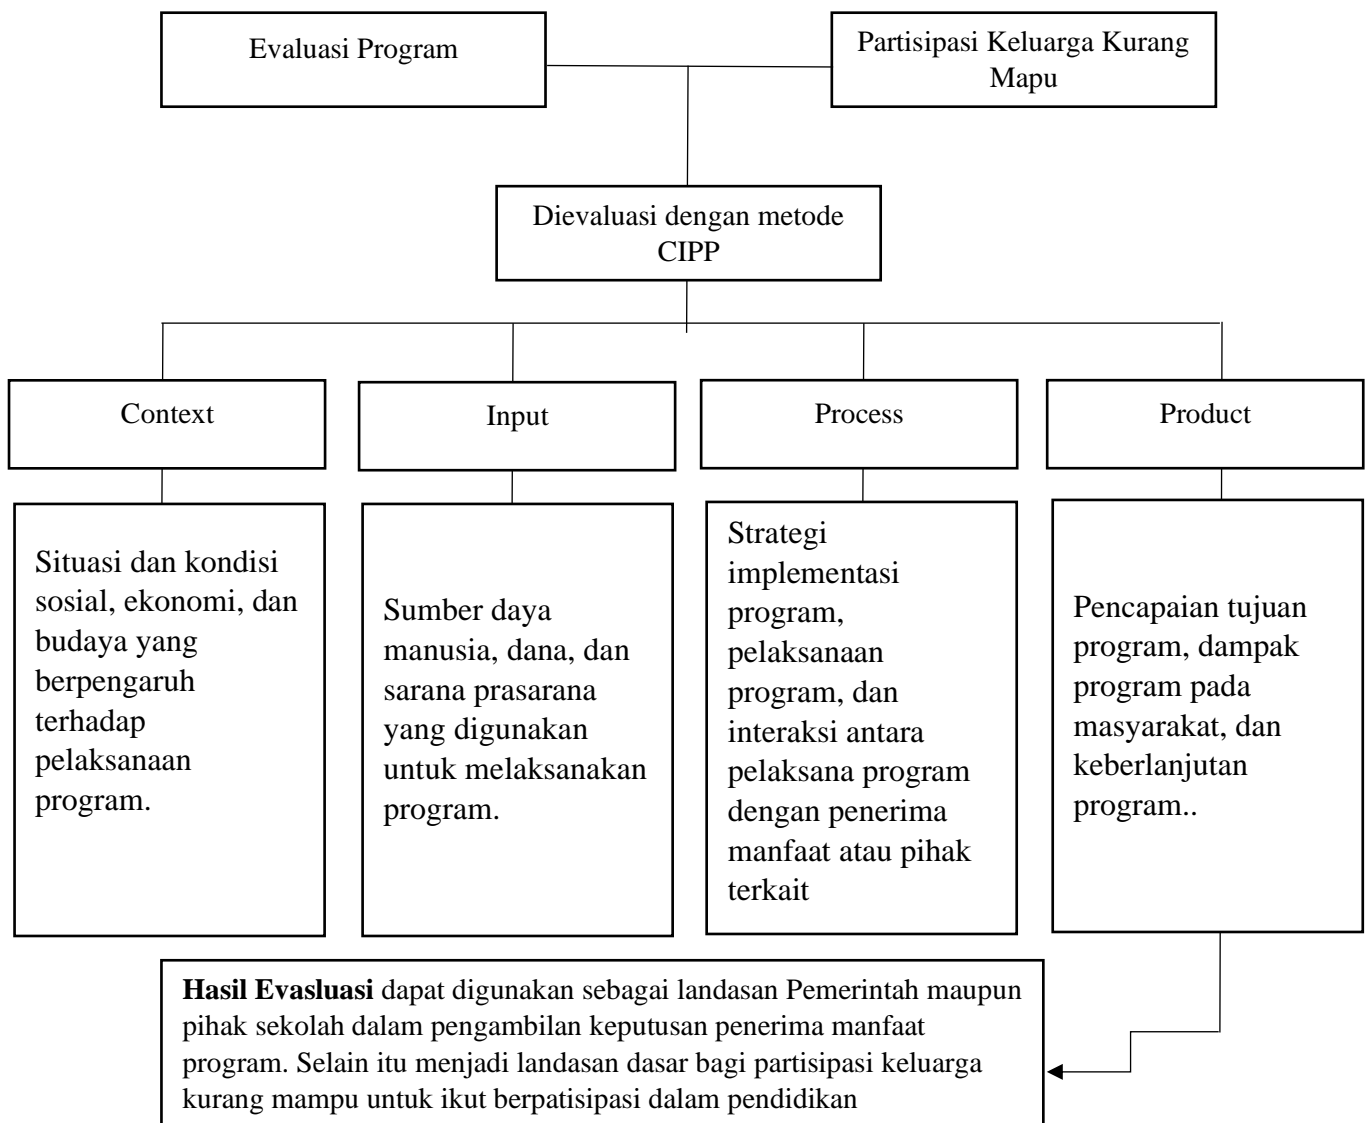 Evaluasi Program
Partisipasi Keluarga Kurang
Mapu
Dievaluasi dengan metode
CIPP
Context
Input
Process
Product
Situasi dan kondisi
sosial, ekonomi, dan
budaya yang
berpengaruh
terhadap
pelaksanaan
program.
Sumber daya
manusia, dana, dan
sarana prasarana
yang digunakan
untuk melaksanakan
program.
Strategi
implementasi
program,
pelaksanaan
program, dan
interaksi antara
pelaksana program
dengan penerima
manfaat atau pihak
terkait
Pencapaian tujuan
program, dampak
program pada
masyarakat, dan
keberlanjutan
program..
Hasil Evasluasi dapat digunakan sebagai landasan Pemerintah maupun
pihak sekolah dalam pengambilan keputusan penerima manfaat
program. Selain itu menjadi landasan dasar bagi partisipasi keluarga
kurang mampu untuk ikut berpatisipasi dalam pendidikan